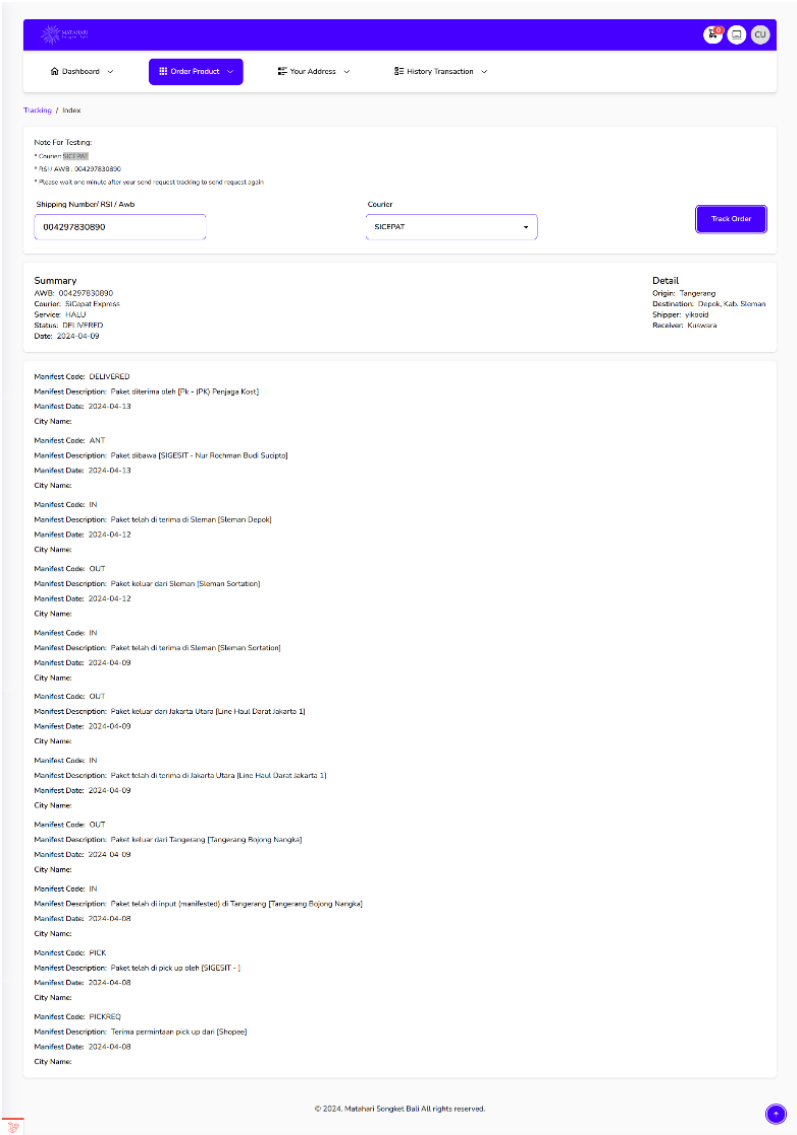 MATAHARI
Songket Bali
0
CU
Dashboard
Order Product
Your Address
History Transaction
Tracking / Index
Note For Testing:
* Courier: SICEPAT
* RSI / AWB : 004297830890
* Please wait one minute after your send request tracking to send request again
Shipping Number/ RSI / Awb
Courier
004297830890
SICEPAT
Track Order
Summary
AWB: 004297830890
Courier: SiCepat Express
Service: HALU
Status: DELIVERED
Date: 2024-04-09
Detail
Origin: Tangerang
Destination: Depok, Kab. Sleman
Shipper: yikooid
Receiver: Kuswara
Manifest Code: DELIVERED
Manifest Description: Paket diterima oleh [Pk - (PK) Penjaga Kost]
Manifest Date: 2024-04-13
City Name:
Manifest Code: ANT
Manifest Description: Paket dibawa [SIGESIT - Nur Rochman Budi Sucipto]
Manifest Date: 2024-04-13
City Name:
Manifest Code: IN
Manifest Description: Paket telah di terima di Sleman [Sleman Depok]
Manifest Date: 2024-04-12
City Name:
Manifest Code: OUT
Manifest Description: Paket keluar dari Sleman [Sleman Sortation]
Manifest Date: 2024-04-12
City Name:
Manifest Code: IN
Manifest Description: Paket telah di terima di Sleman [Sleman Sortation]
Manifest Date: 2024-04-09
City Name:
Manifest Code: OUT
Manifest Description: Paket keluar dari Jakarta Utara [Line Haul Darat Jakarta 1]
Manifest Date: 2024-04-09
City Name:
Manifest Code: IN
Manifest Description: Paket telah di terima di Jakarta Utara [Line Haul Darat Jakarta 1]
Manifest Date: 2024-04-09
City Name:
Manifest Code: OUT
Manifest Description: Paket keluar dari Tangerang [Tangerang Bojong Nangka]
Manifest Date: 2024-04-09
City Name:
Manifest Code: IN
Manifest Description: Paket telah di input (manifested) di Tangerang [Tangerang Bojong Nangka]
Manifest Date: 2024-04-08
City Name:
Manifest Code: PICK
Manifest Description: Paket telah di pick up oleh [SIGESIT - ]
Manifest Date: 2024-04-08
City Name:
Manifest Code: PICKREQ
Manifest Description: Terima permintaan pick up dari [Shopee]
Manifest Date: 2024-04-08
City Name:
© 2024. Matahari Songket Bali All rights reserved.